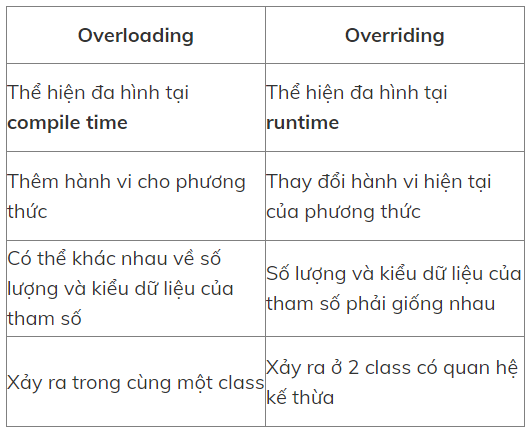 Overloading
Overriding
Thể hiện đa hình tại
compile time
Thể hiện đa hình tại
runtime
Thêm hành vi cho phương
thức
Thay đổi hành vi hiện tại
của phương thức
Có thể khác nhau về số
lượng và kiểu dữ liệu của
tham số
Số lượng và kiểu dữ liệu của
tham số phải giống nhau
Xảy ra trong cùng một class
Xảy ra ở 2 class có quan hệ
kế thừa